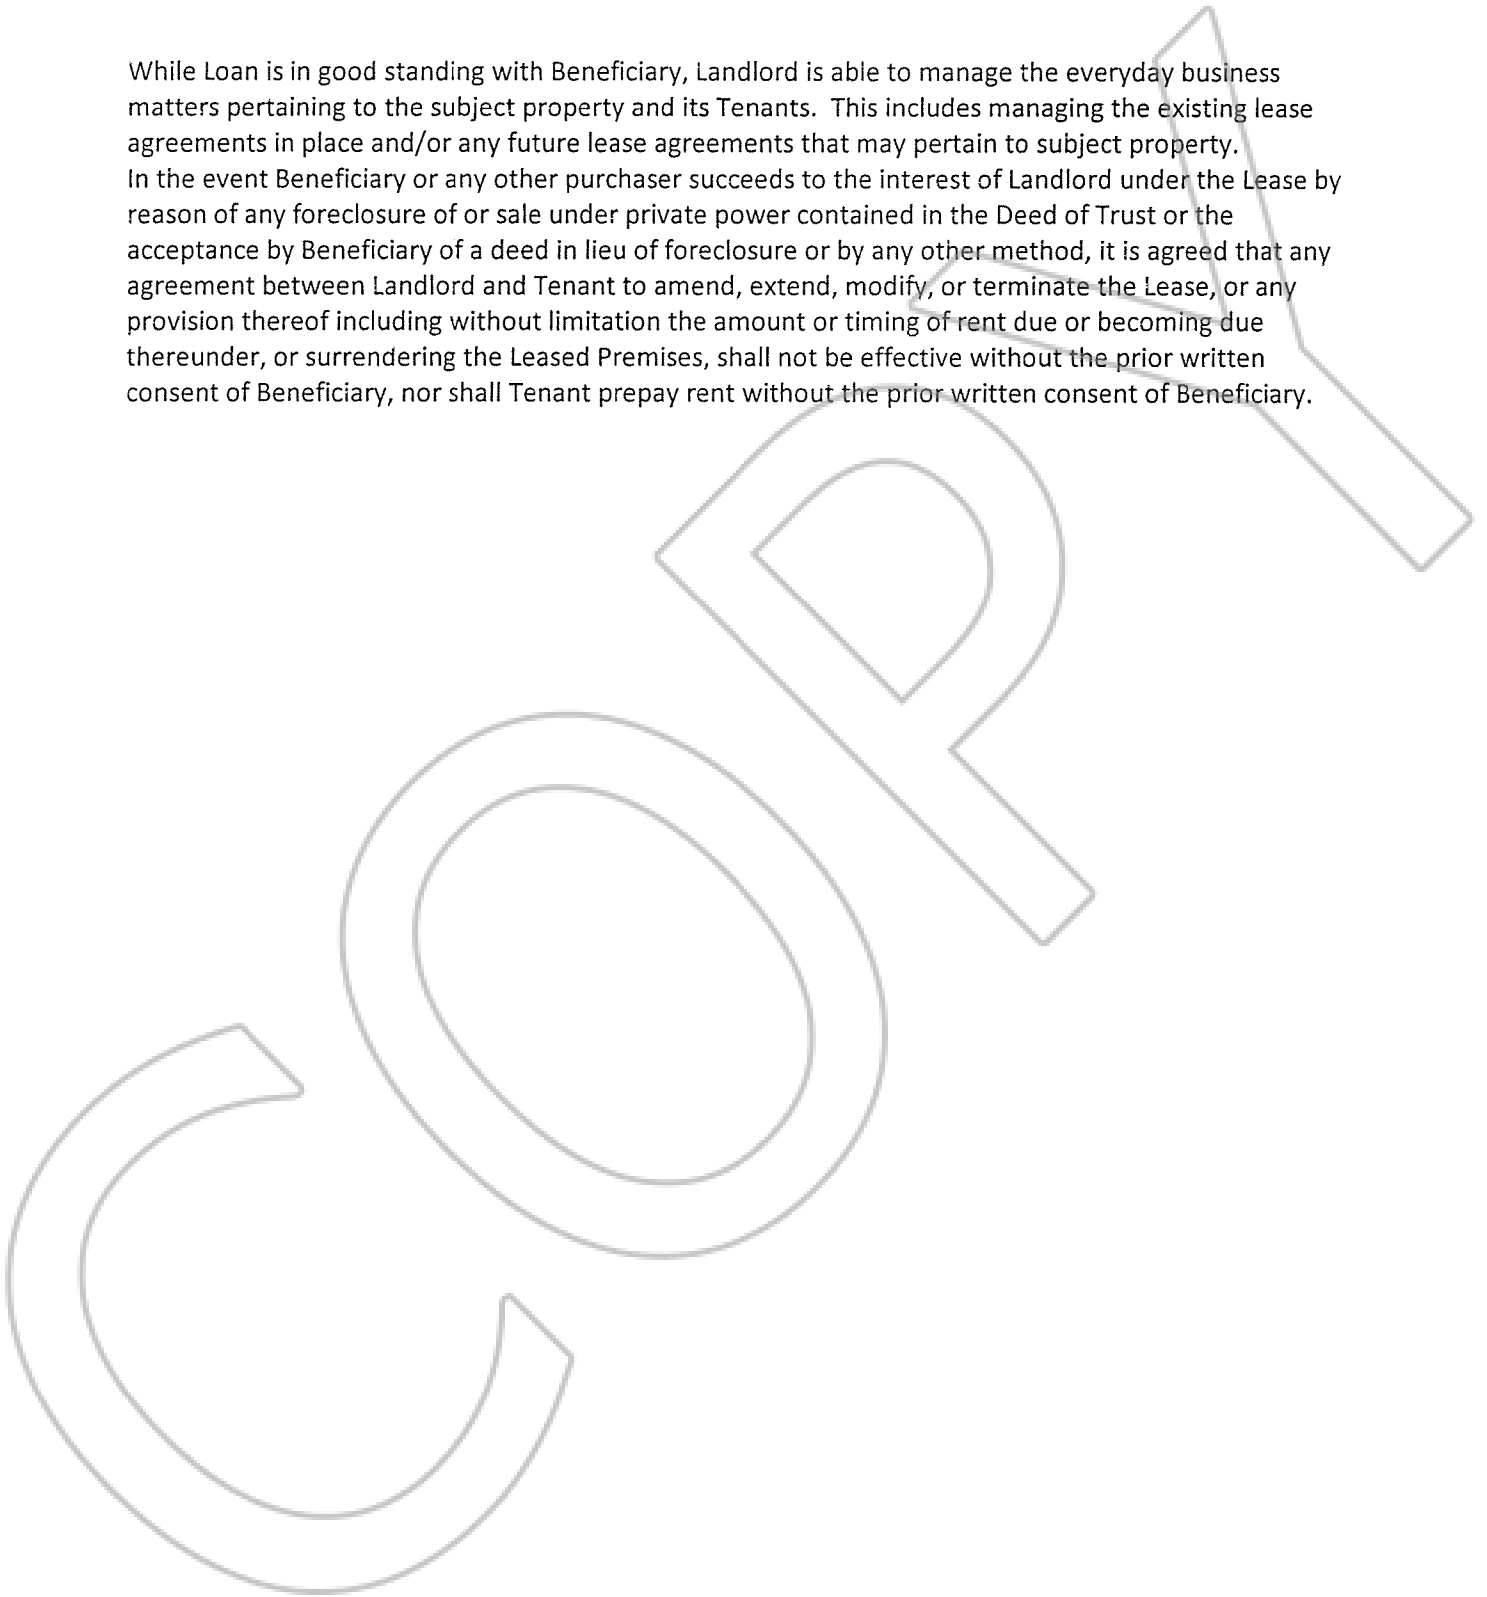 While Loan is in good standing with Beneficiary, Landlord is able to manage the everyday business
matters pertaining to the subject property and its Tenants.  This includes managing the existing lease
agreements in place and/or any future lease agreements that may pertain to subject property.
In the event Beneficiary or any other purchaser succeeds to the interest of Landlord under the Lease by
reason of any foreclosure of or sale under private power contained in the Deed of Trust or the
acceptance by Beneficiary of a deed in lieu of foreclosure or by any other method, it is agreed that any
agreement between Landlord and Tenant to amend, extend, modify, or terminate the Lease, or any
provision thereof including without limitation the amount or timing of rent due or becoming due
thereunder, or surrendering the Leased Premises, shall not be effective without the prior written
consent of Beneficiary, nor shall Tenant prepay rent without the prior written consent of Beneficiary.
COPY